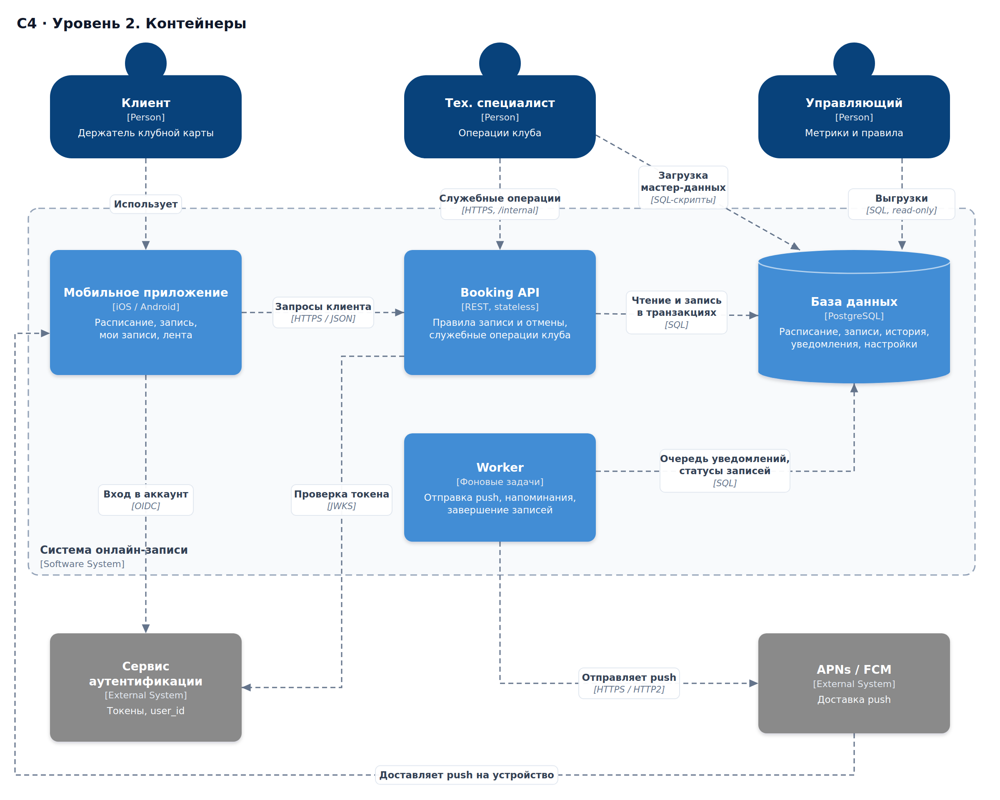 C4 · Уровень 2. Контейнеры
Клиент
[Person]
Держатель клубной карты
Тех. специалист
[Person]
Операции клуба
Управляющий
[Person]
Метрики и правила
Использует
Служебные операции
[HTTPS, /internal]
Загрузка
мастер-данных
[SQL-скрипты]
Выгрузки
[SQL, read-only]
Мобильное приложение
[iOS / Android]
Расписание, запись,
мои записи, лента
Запросы клиента
[HTTPS / JSON]
Booking API
[REST, stateless]
Правила записи и отмены,
служебные операции клуба
Чтение и запись
в транзакциях
[SQL]
База данных
[PostgreSQL]
Расписание, записи, история,
уведомления, настройки
Вход в аккаунт
[OIDC]
Проверка токена
[JWKS]
Worker
[Фоновые задачи]
Отправка push, напоминания,
завершение записей
Очередь уведомлений,
статусы записей
[SQL]
Система онлайн-записи
[Software System]
Сервис
аутентификации
[External System]
Токены, user_id
Отправляет push
[HTTPS / HTTP2]
APNs / FCM
[External System]
Доставка push
Доставляет push на устройство